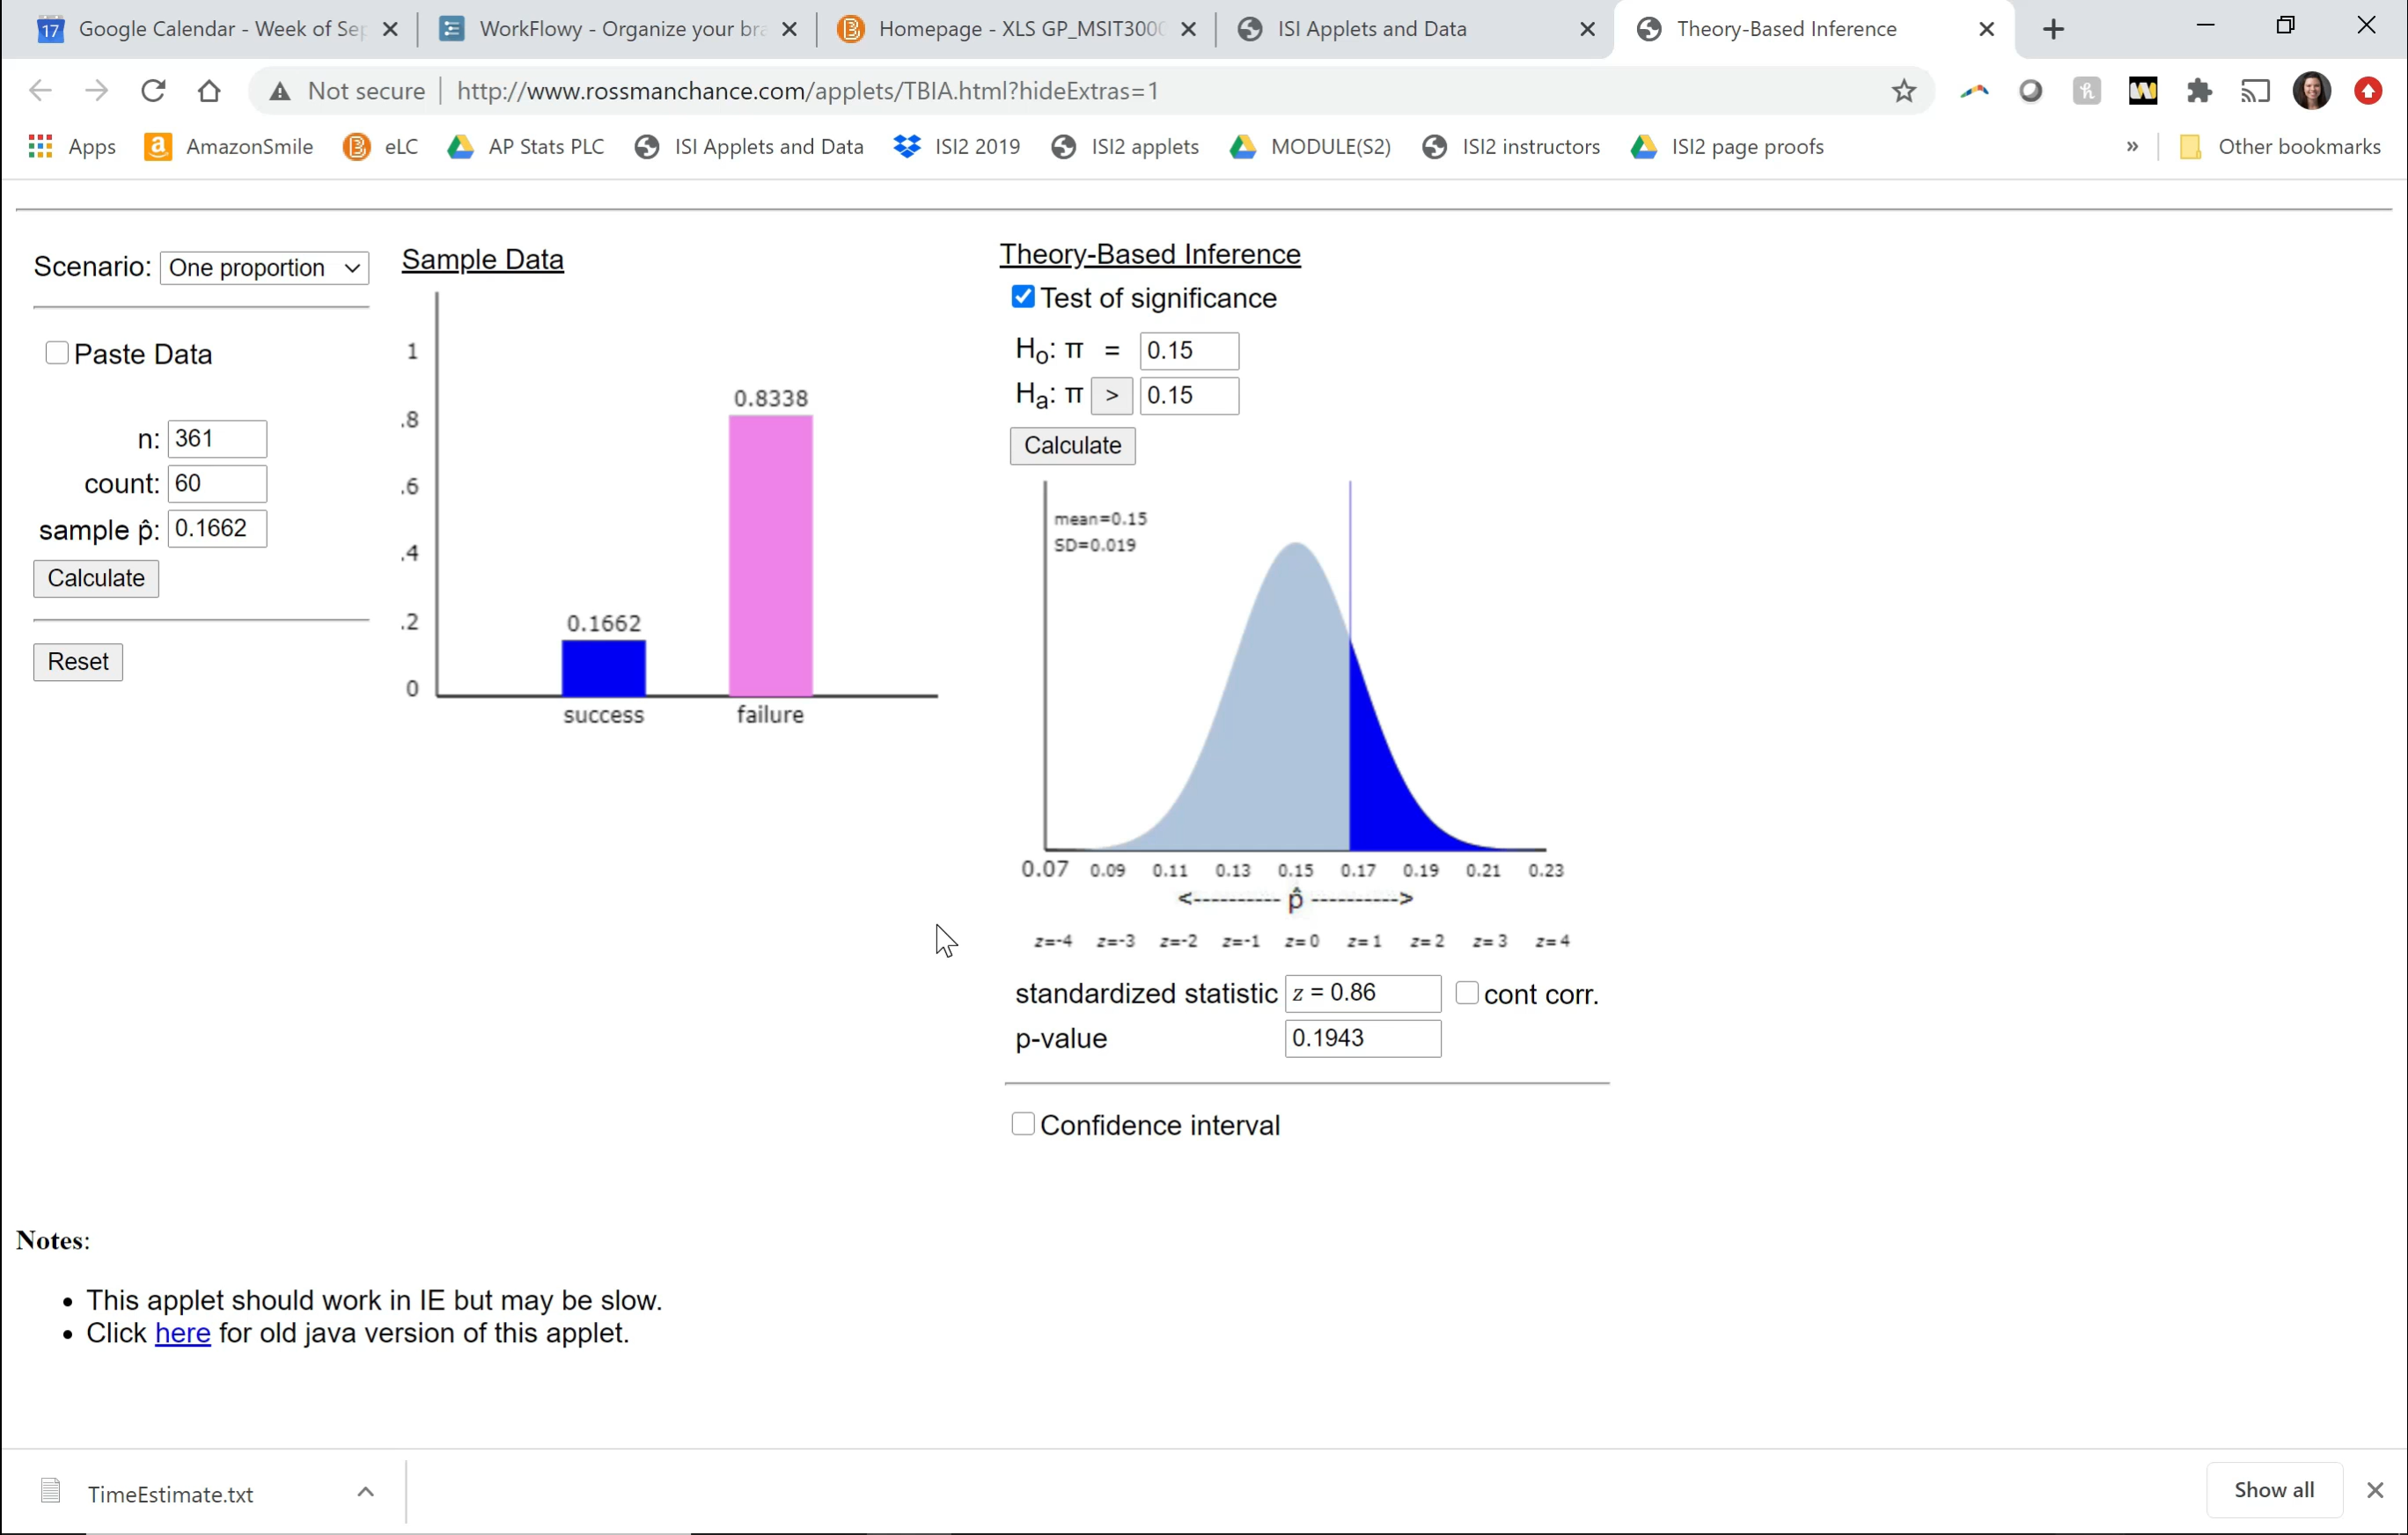 17 Google Calendar - Week of Sep
WorkFlowy - Organize your bra
Homepage - XLS GP_MSIT3000
ISI Applets and Data
Theory-Based Inference
Not secure
http://www.rossmanchance.com/applets/TBIA.html?hideExtras=1
Apps
AmazonSmile
eLC
AP Stats PLC
ISI Applets and Data
ISI2 2019
ISI2 applets
MODULE(S2)
ISI2 instructors
ISI2 page proofs
»
Other bookmarks
Scenario: One proportion
Paste Data
n: 361
count: 60
sample p̂: 0.1662
Calculate
Reset
Sample Data
1
.8
.6
.4
.2
0
0.1662
0.8338
success
failure
Theory-Based Inference
Test of significance
Ho: π = 0.15
Ha: π > 0.15
Calculate
mean=0.15
SD=0.019
0.07 0.09 0.11 0.13 0.15 0.17 0.19 0.21 0.23
<---------- p̂ ---------->
z=-4 z=-3 z=-2 z=-1 z=0 z=1 z=2 z=3 z=4
standardized statistic z = 0.86 cont corr.
p-value 0.1943
Confidence interval
Notes:
• This applet should work in IE but may be slow.
• Click here for old java version of this applet.
TimeEstimate.txt
Show all